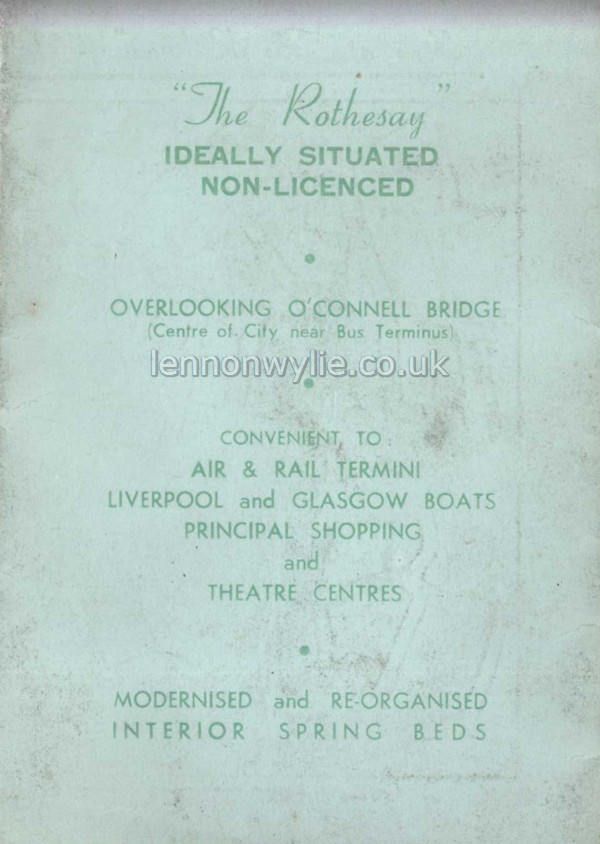 "The Rothesay"
IDEALLY SITUATED
NON-LICENCED
OVERLOOKING O'CONNELL BRIDGE
(Centre of City near Bus Terminus)
lennonwylie.co.uk
CONVENIENT TO:
AIR & RAIL TERMINI
LIVERPOOL and GLASGOW BOATS
PRINCIPAL SHOPPING
and
THEATRE CENTRES
MODERNISED and RE-ORGANISED
INTERIOR SPRING BEDS